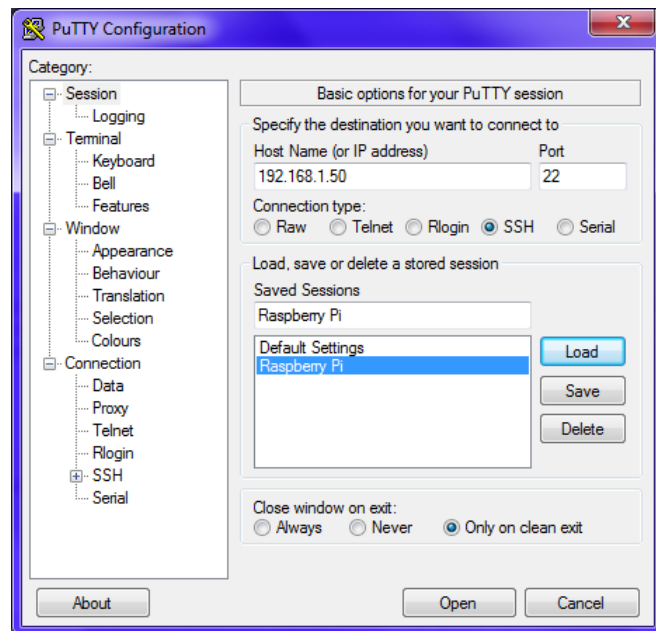 PuTTY Configuration
x
Category:
Session
Logging
Terminal
Keyboard
Bell
Features
Window
Appearance
Behaviour
Translation
Selection
Colours
Connection
Data
Proxy
Telnet
Rlogin
SSH
Serial
Basic options for your PuTTY session
Specify the destination you want to connect to
Host Name (or IP address) Port
192.168.1.50 22
Connection type:
Raw Telnet Rlogin SSH Serial
Load, save or delete a stored session
Saved Sessions
Raspberry Pi
Default Settings
Raspberry Pi
Load
Save
Delete
Close window on exit:
Always Never Only on clean exit
About Open Cancel